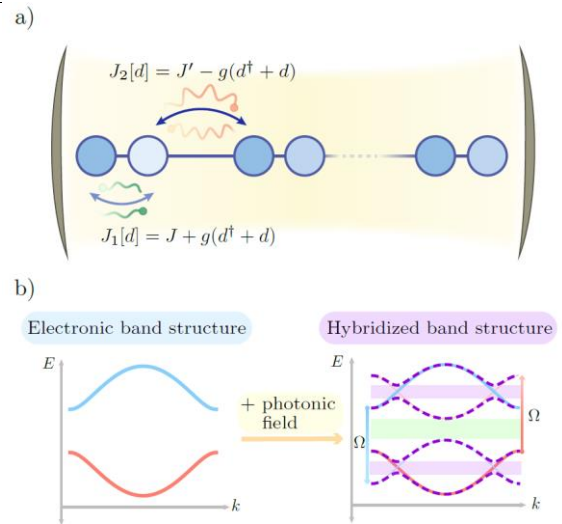 a)
J₂[d] = J′ − g(d† + d)
J₁[d] = J + g(d† + d)
b)
Electronic band structure
Hybridized band structure
E
E
+ photonic
field
Ω
Ω
k
k